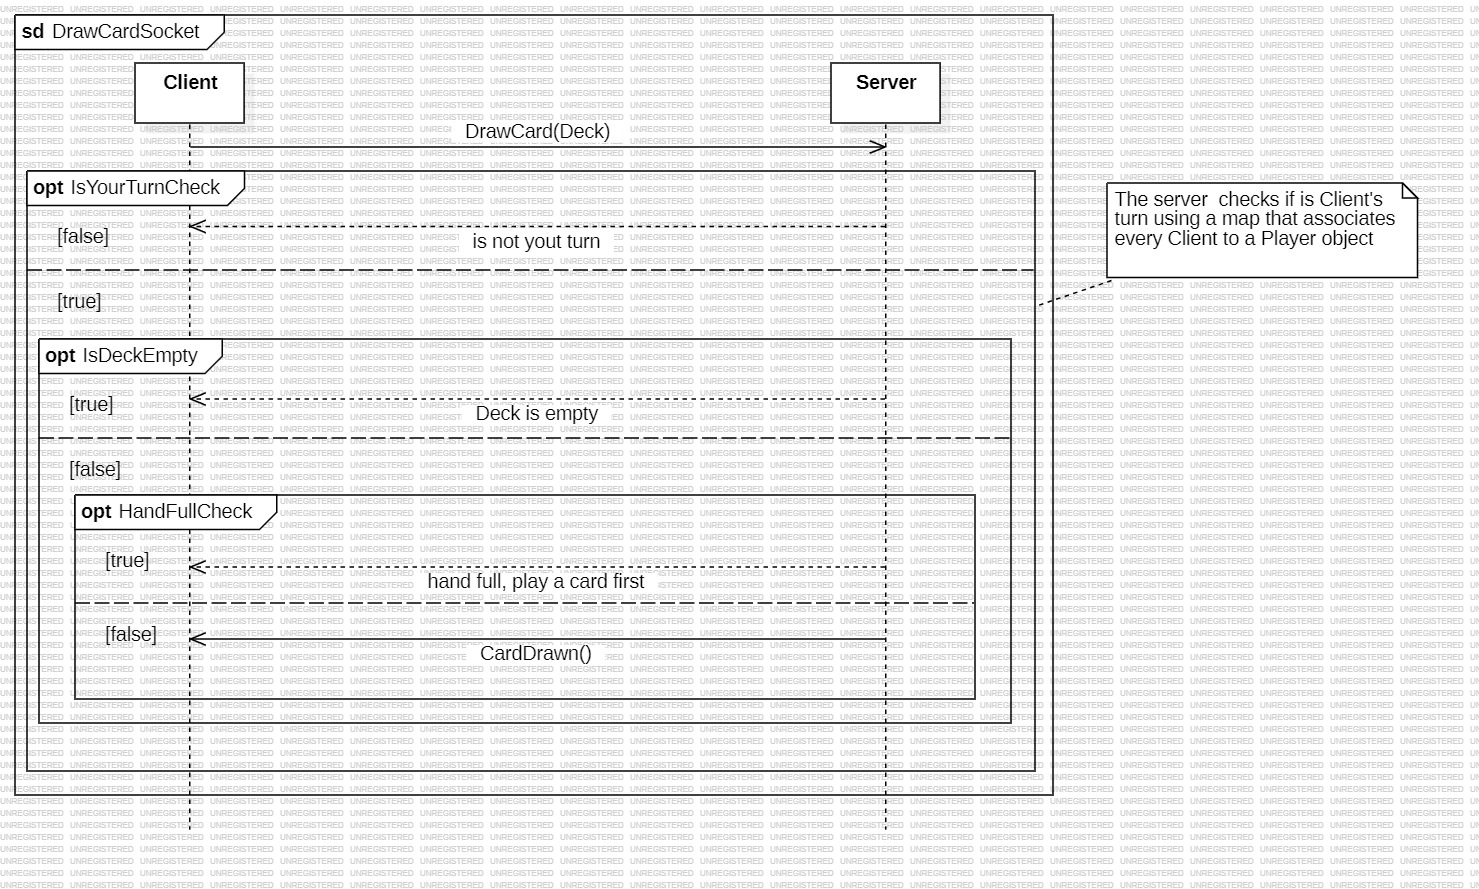 sd DrawCardSocket
Client
Server
DrawCard(Deck)
opt IsYourTurnCheck
[false]
is not yout turn
The server  checks if is Client's
turn using a map that associates
every Client to a Player object
[true]
opt IsDeckEmpty
[true]
Deck is empty
[false]
opt HandFullCheck
[true]
hand full, play a card first
[false]
CardDrawn()
UNREGISTERED